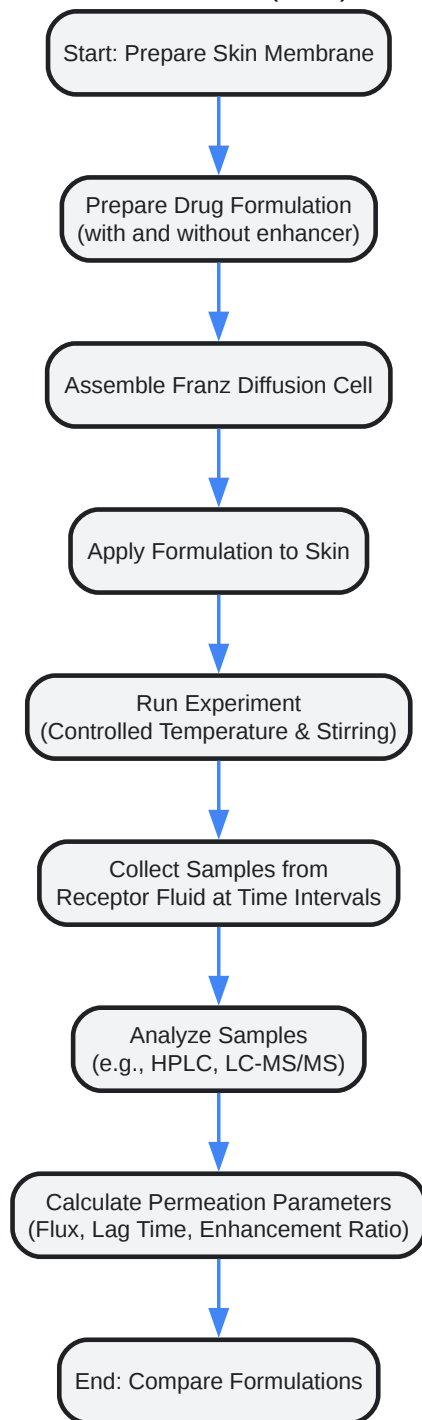 Start: Prepare Skin Membrane
Prepare Drug Formulation
(with and without enhancer)
Assemble Franz Diffusion Cell
Apply Formulation to Skin
Run Experiment
(Controlled Temperature & Stirring)
Collect Samples from
Receptor Fluid at Time Intervals
Analyze Samples
(e.g., HPLC, LC-MS/MS)
Calculate Permeation Parameters
(Flux, Lag Time, Enhancement Ratio)
End: Compare Formulations